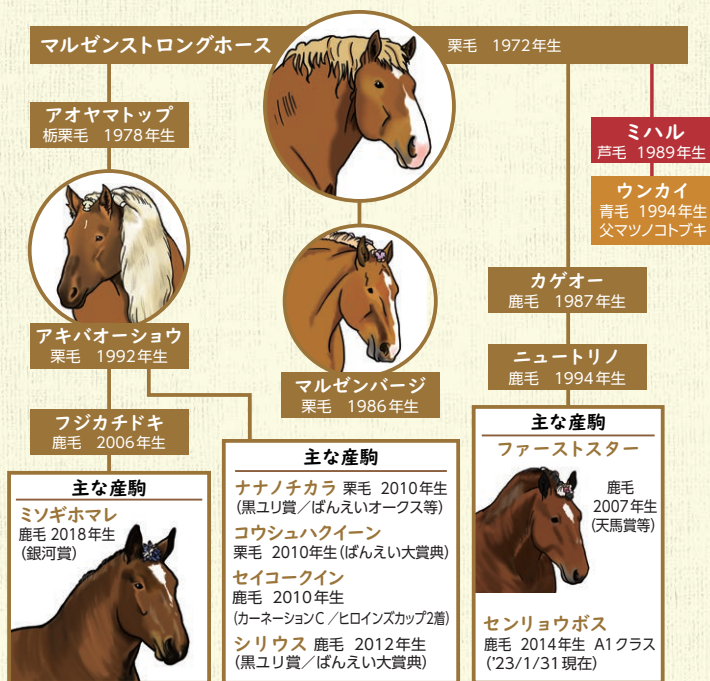 マルゼンストロングホース
栗毛 1972年生
アオヤマトップ
栃栗毛 1978年生
ミハル
芦毛 1989年生
ウンカイ
青毛 1994年生
父マツノコトブキ
カゲオー
鹿毛 1987年生
アキバオーショウ
栗毛 1992年生
ニュートリノ
鹿毛 1994年生
マルゼンバージ
栗毛 1986年生
フジカチドキ
鹿毛 2006年生
主な産駒
ミソギホマレ
鹿毛 2018年生
(銀河賞)
主な産駒
ナナノチカラ 栗毛 2010年生
(黒ユリ賞/ばんえいオークス等)
コウシュハクイーン
栗毛 2010年生(ばんえい大賞典)
セイコークイン
鹿毛 2010年生
(カーネーションC/ヒロインズカップ2着)
シリウス 鹿毛 2012年生
(黒ユリ賞/ばんえい大賞典)
主な産駒
ファーストスター
鹿毛
2007年生
(天馬賞等)
センリョウボス
鹿毛 2014年生 A1クラス
('23/1/31現在)